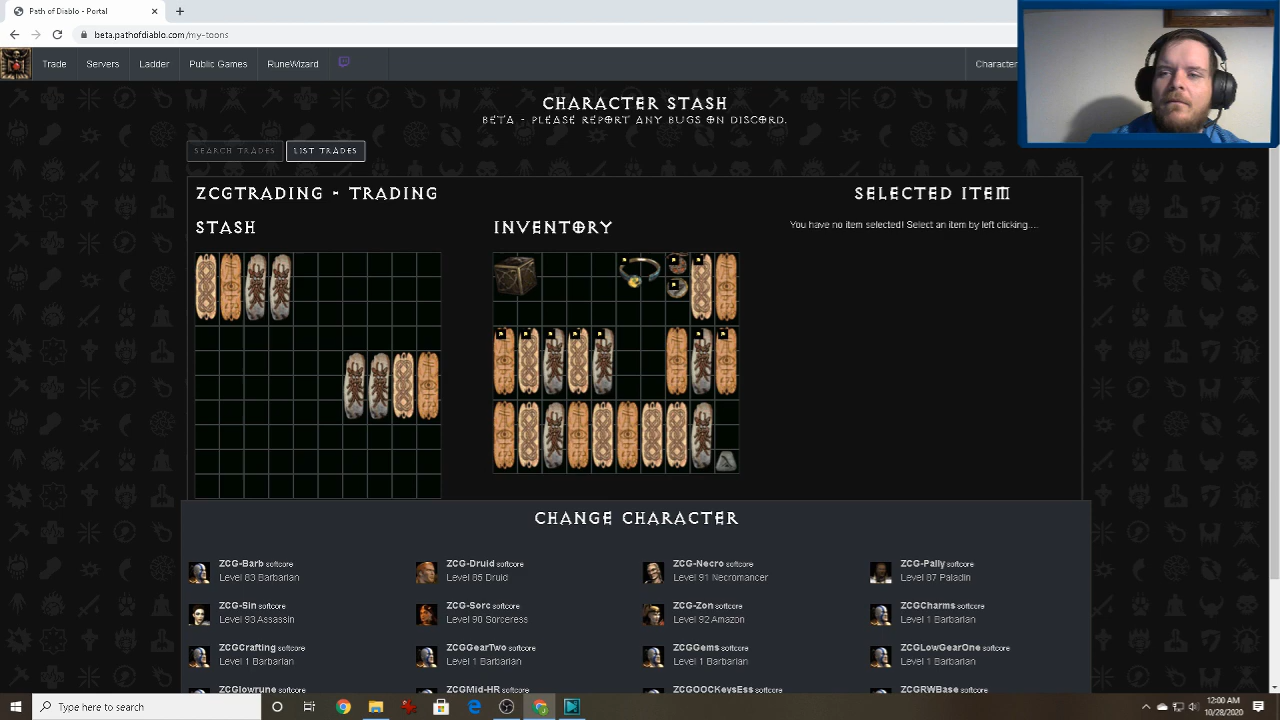 Path of Diablo - Portal
beta.pathofdiablo.com/my-toons
Trade Servers Ladder Public Games RuneWizard Character
CHARACTER STASH
BETA - PLEASE REPORT ANY BUGS ON DISCORD.
SEARCH TRADES LIST TRADES
ZCGTRADING - TRADING
SELECTED ITEM
STASH INVENTORY
You have no item selected! Select an item by left clicking....
CHANGE CHARACTER
ZCG-Barb softcore
Level 83 Barbarian
ZCG-Druid softcore
Level 85 Druid
ZCG-Necro softcore
Level 91 Necromancer
ZCG-Pally softcore
Level 87 Paladin
ZCG-Sin softcore
Level 93 Assassin
ZCG-Sorc softcore
Level 90 Sorceress
ZCG-Zon softcore
Level 92 Amazon
ZCGCharms softcore
Level 1 Barbarian
ZCGCrafting softcore
Level 1 Barbarian
ZCGGearTwo softcore
Level 1 Barbarian
ZCGGems softcore
Level 1 Barbarian
ZCGLowGearOne softcore
Level 1 Barbarian
ZCGlowrune softcore
ZCGMid-HR softcore
ZCGOOCKeysEss softcore
ZCGRWBase softcore
Type here to search
12:00 AM
10/28/2020